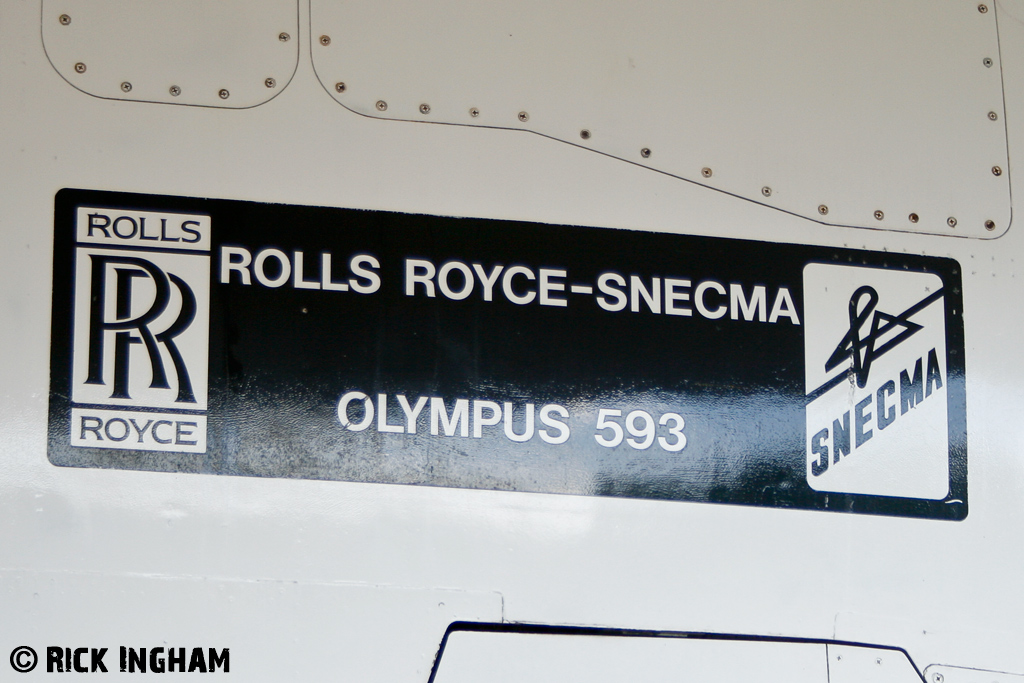 ROLLS
RR
ROYCE
ROLLS ROYCE-SNECMA
OLYMPUS 593
SNECMA
© RICK INGHAM